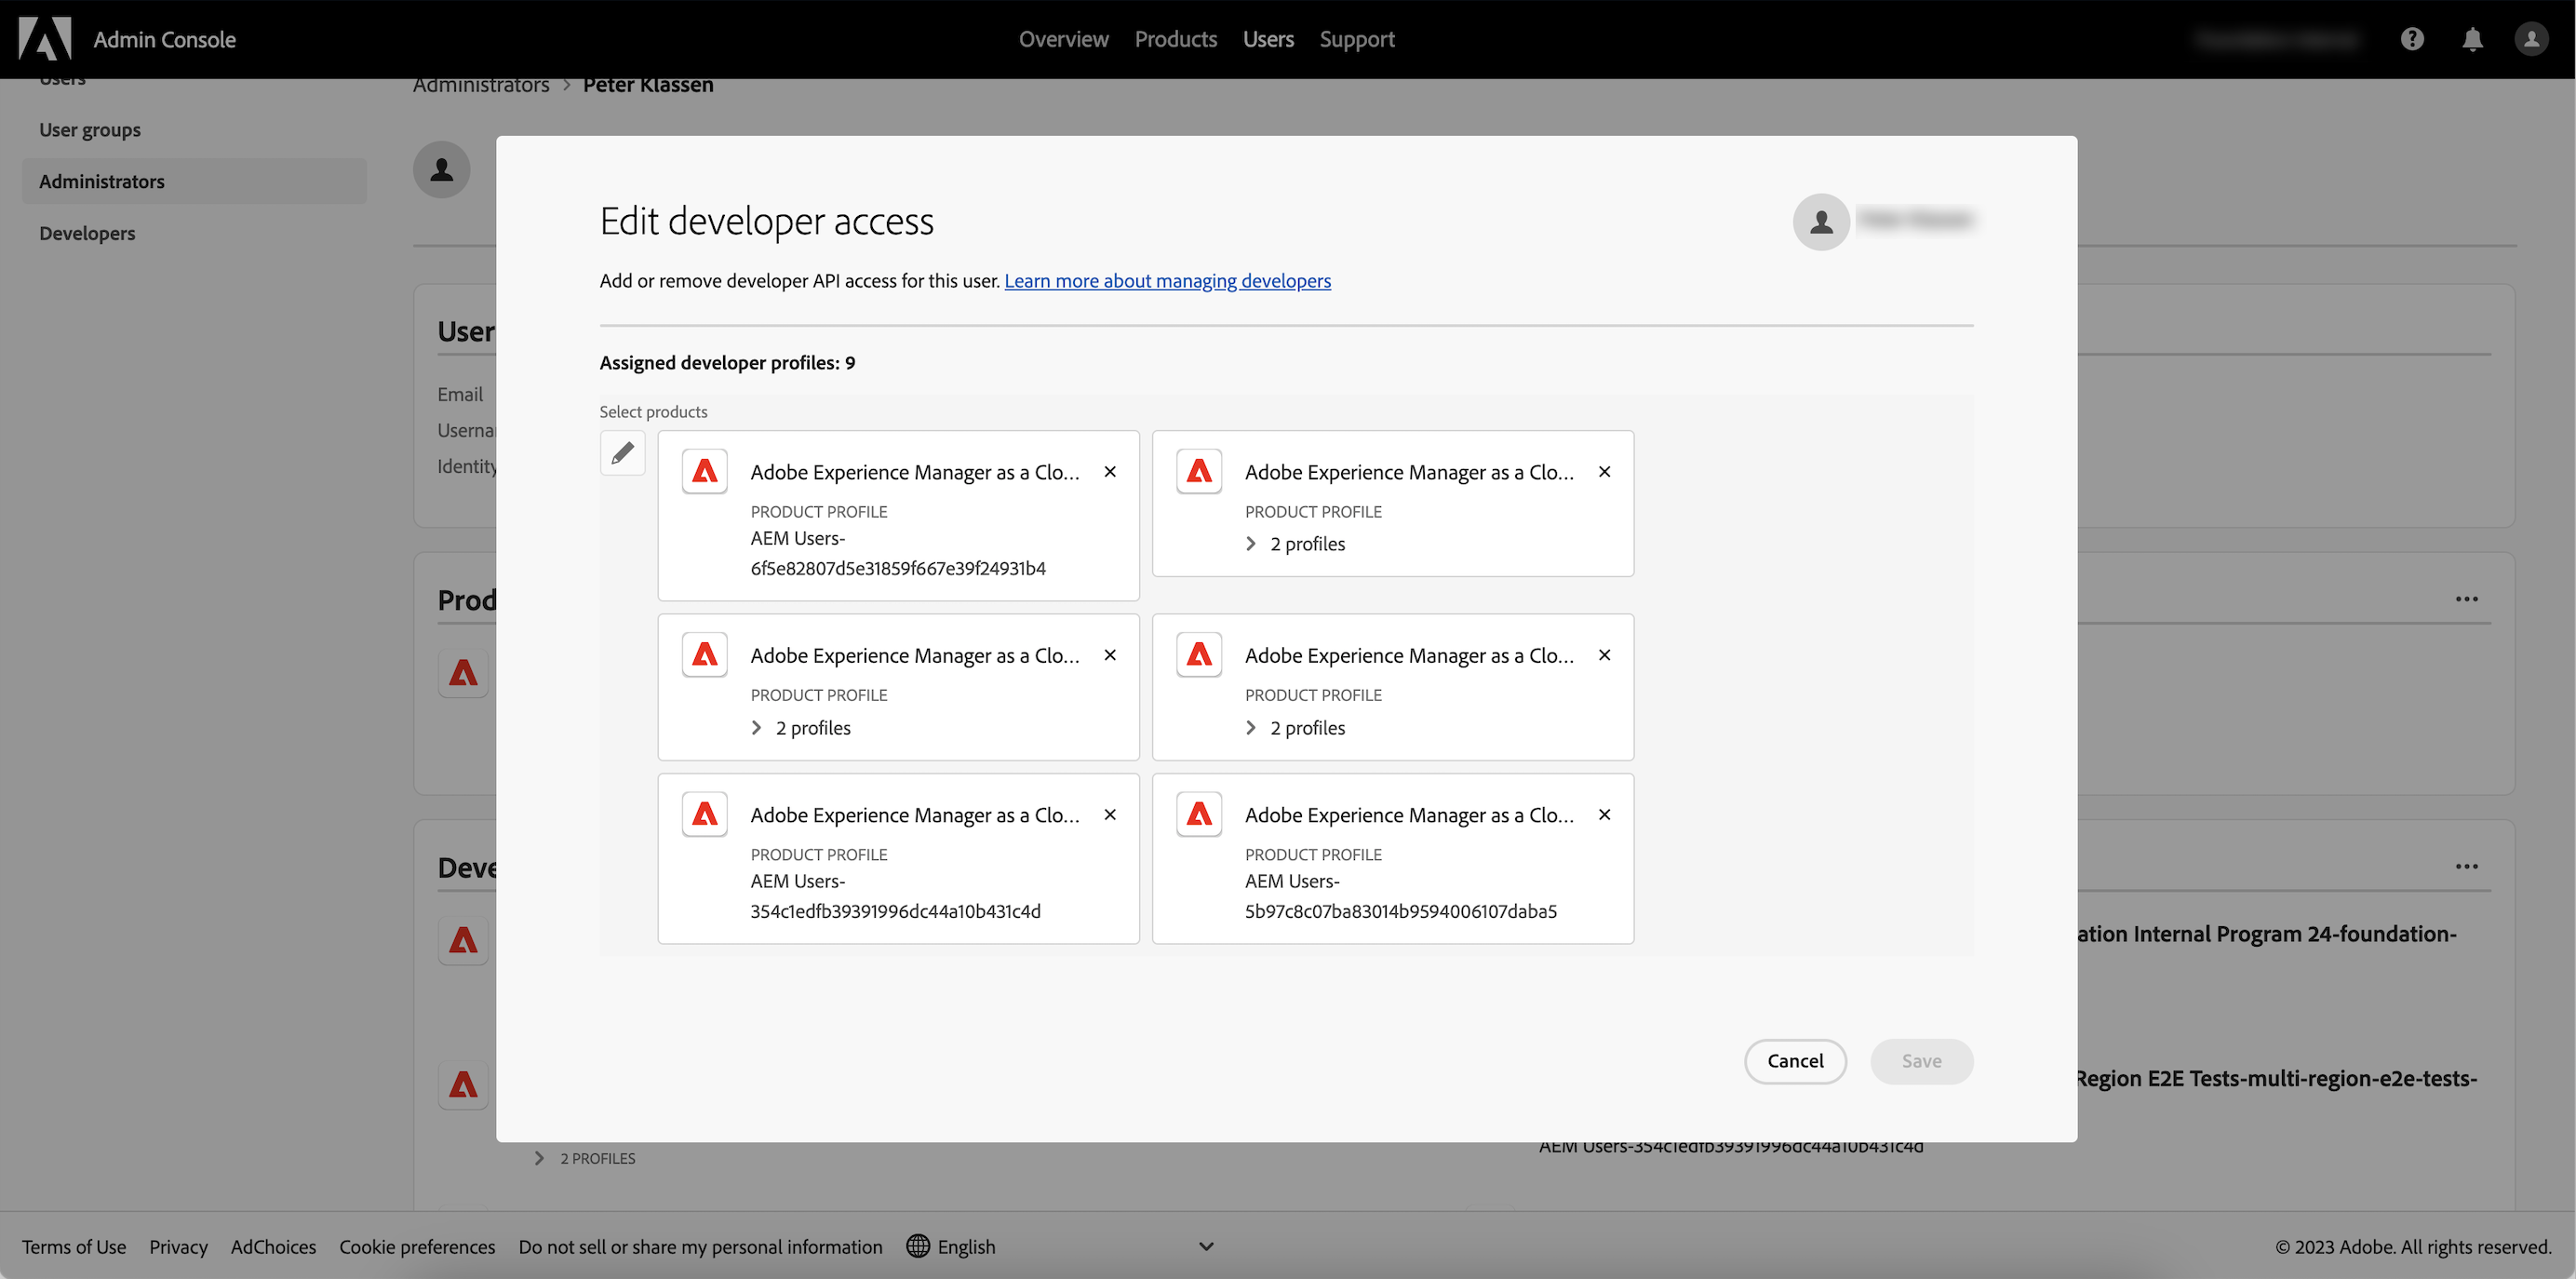 Admin Console
Overview Products Users Support
Users
User groups
Administrators
Developers
Administrators > Peter Klassen
Edit developer access
Add or remove developer API access for this user. Learn more about managing developers
Assigned developer profiles: 9
Select products
Adobe Experience Manager as a Clo...
PRODUCT PROFILE
AEM Users-
6f5e82807d5e31859f667e39f24931b4
Adobe Experience Manager as a Clo...
PRODUCT PROFILE
2 profiles
Adobe Experience Manager as a Clo...
PRODUCT PROFILE
2 profiles
Adobe Experience Manager as a Clo...
PRODUCT PROFILE
2 profiles
Adobe Experience Manager as a Clo...
PRODUCT PROFILE
AEM Users-
354c1edfb39391996dc44a10b431c4d
Adobe Experience Manager as a Clo...
PRODUCT PROFILE
AEM Users-
5b97c8c07ba83014b9594006107daba5
Cancel
Save
User
Email
Userna
Identity
Prod
Deve
ation Internal Program 24-foundation-
Region E2E Tests-multi-region-e2e-tests-
AEM Users-354c1edfb39391996dc44a10b431c4d
2 PROFILES
Terms of Use Privacy AdChoices Cookie preferences Do not sell or share my personal information English
© 2023 Adobe. All rights reserved.